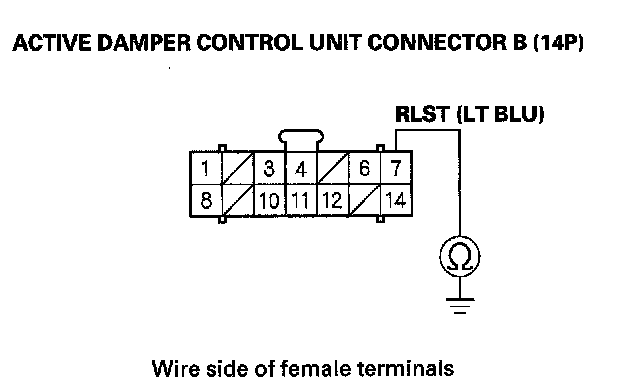 ACTIVE DAMPER CONTROL UNIT CONNECTOR B (14P)
RLST (LT BLU)
1 3 4 6 7
8 10 11 12 14
Ω
Wire side of female terminals